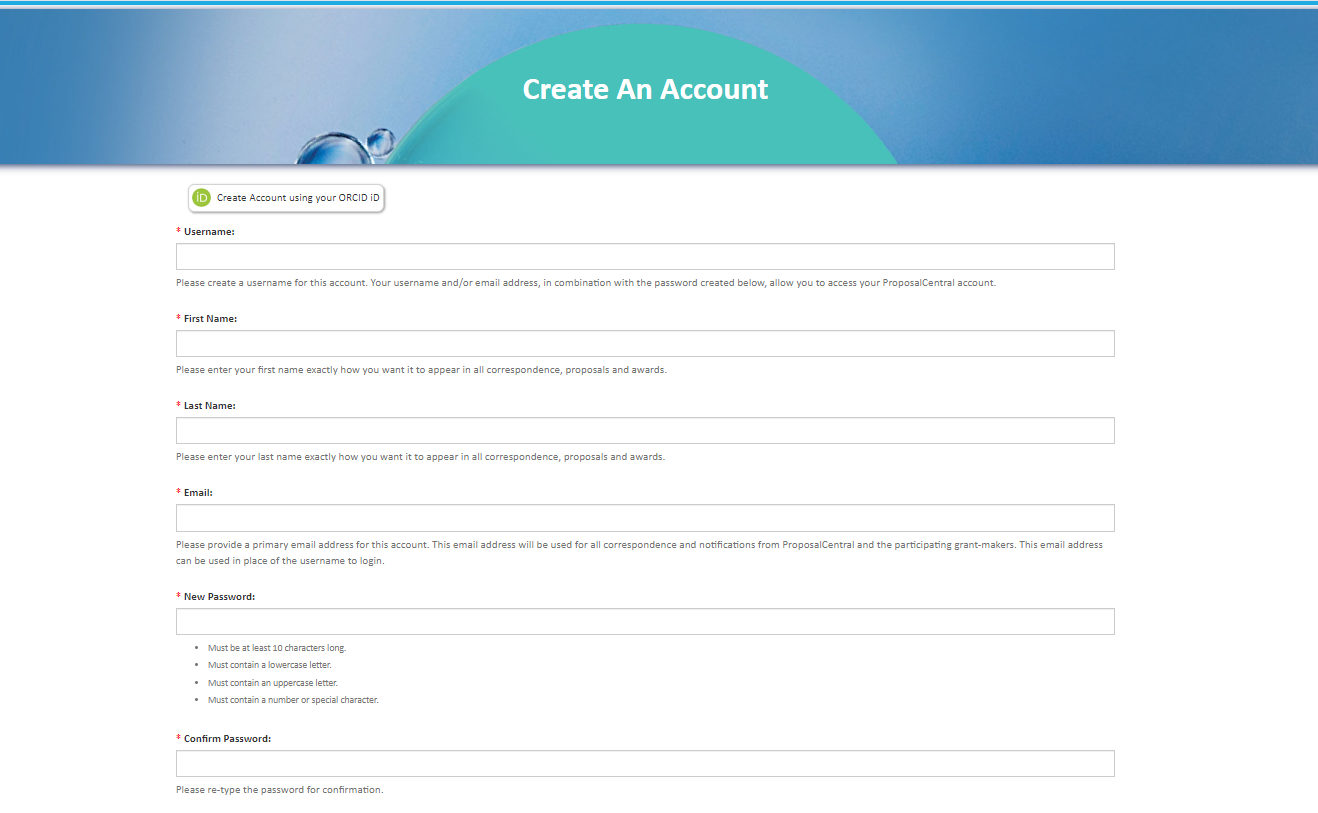 Create An Account
iD Create Account using your ORCID iD
* Username:
Please create a username for this account. Your username and/or email address, in combination with the password created below, allow you to access your ProposalCentral account.
* First Name:
Please enter your first name exactly how you want it to appear in all correspondence, proposals and awards.
* Last Name:
Please enter your last name exactly how you want it to appear in all correspondence, proposals and awards.
* Email:
Please provide a primary email address for this account. This email address will be used for all correspondence and notifications from ProposalCentral and the participating grant-makers. This email address
can be used in place of the username to login.
* New Password:
• Must be at least 10 characters long.
• Must contain a lowercase letter.
• Must contain an uppercase letter.
• Must contain a number or special character.
* Confirm Password:
Please re-type the password for confirmation.